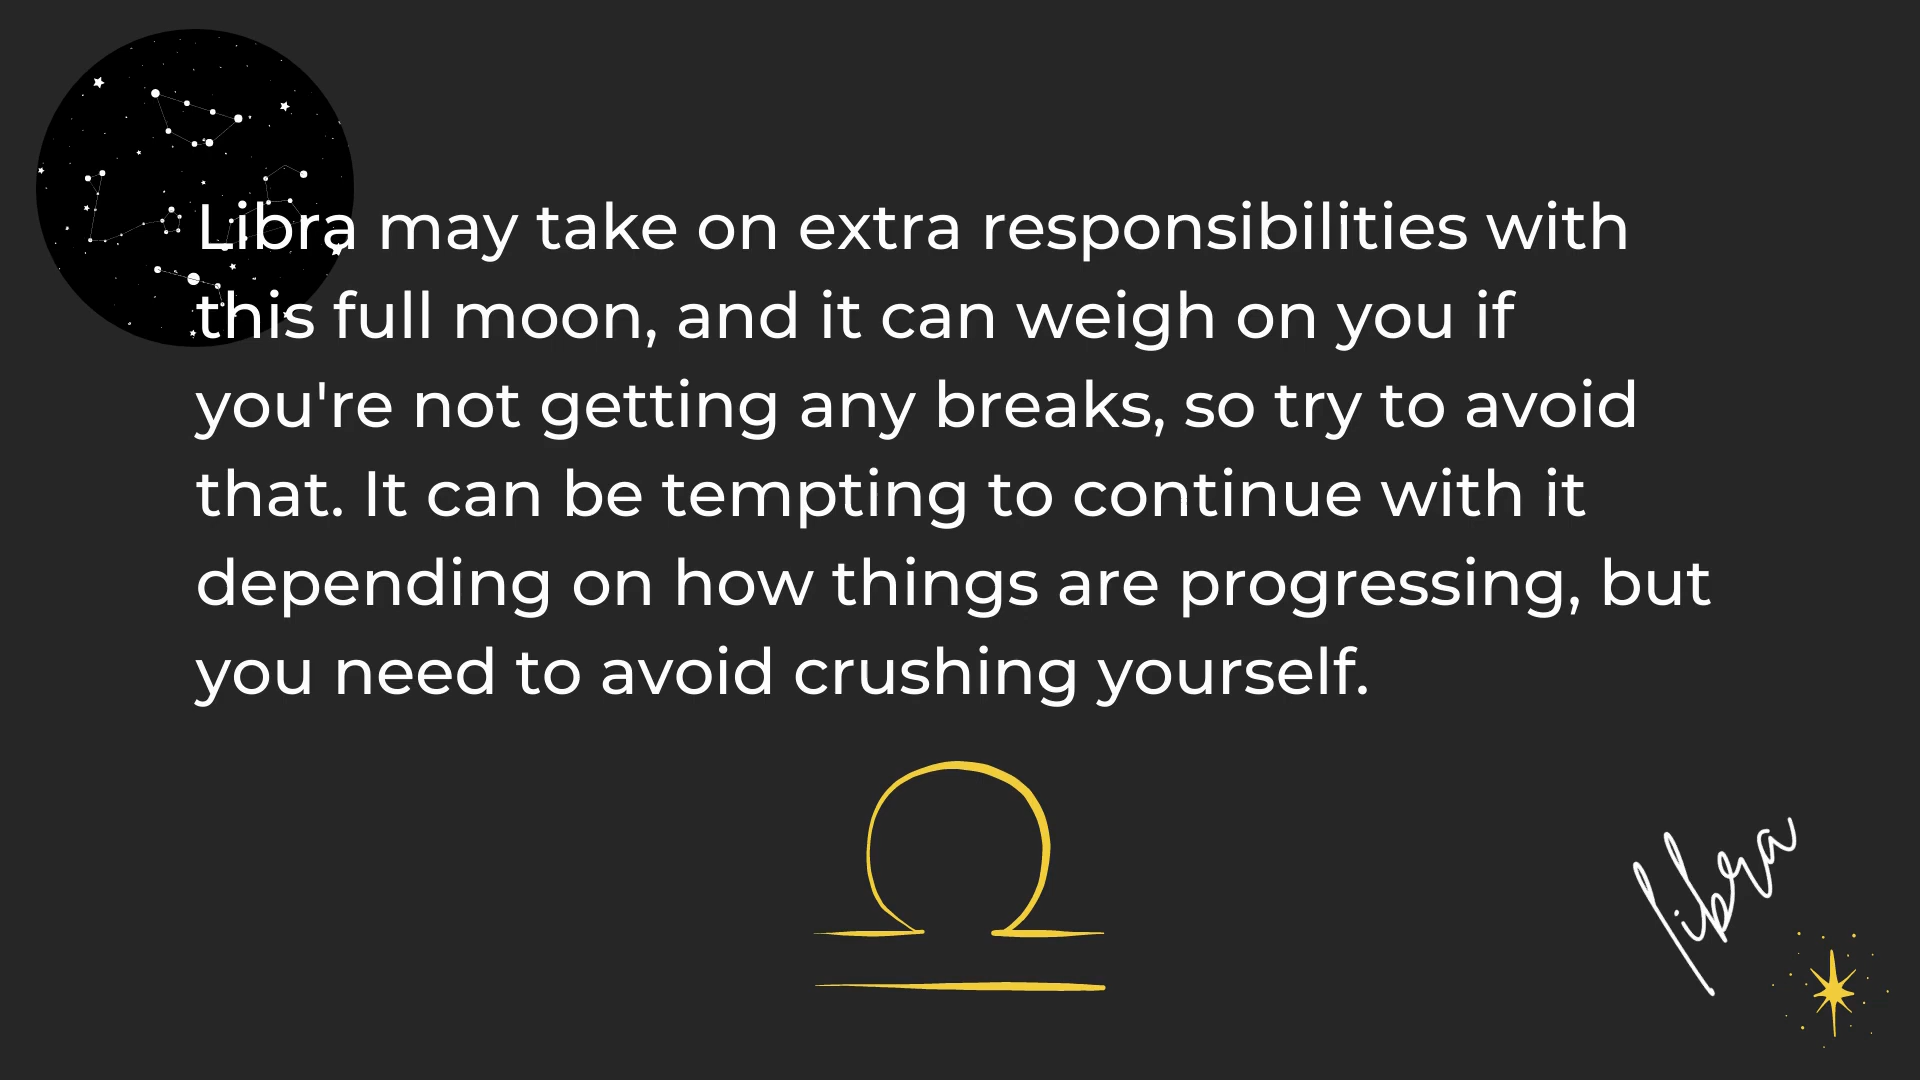 Libra may take on extra responsibilities with
this full moon, and it can weigh on you if
you're not getting any breaks, so try to avoid
that. It can be tempting to continue with it
depending on how things are progressing, but
you need to avoid crushing yourself.
libra